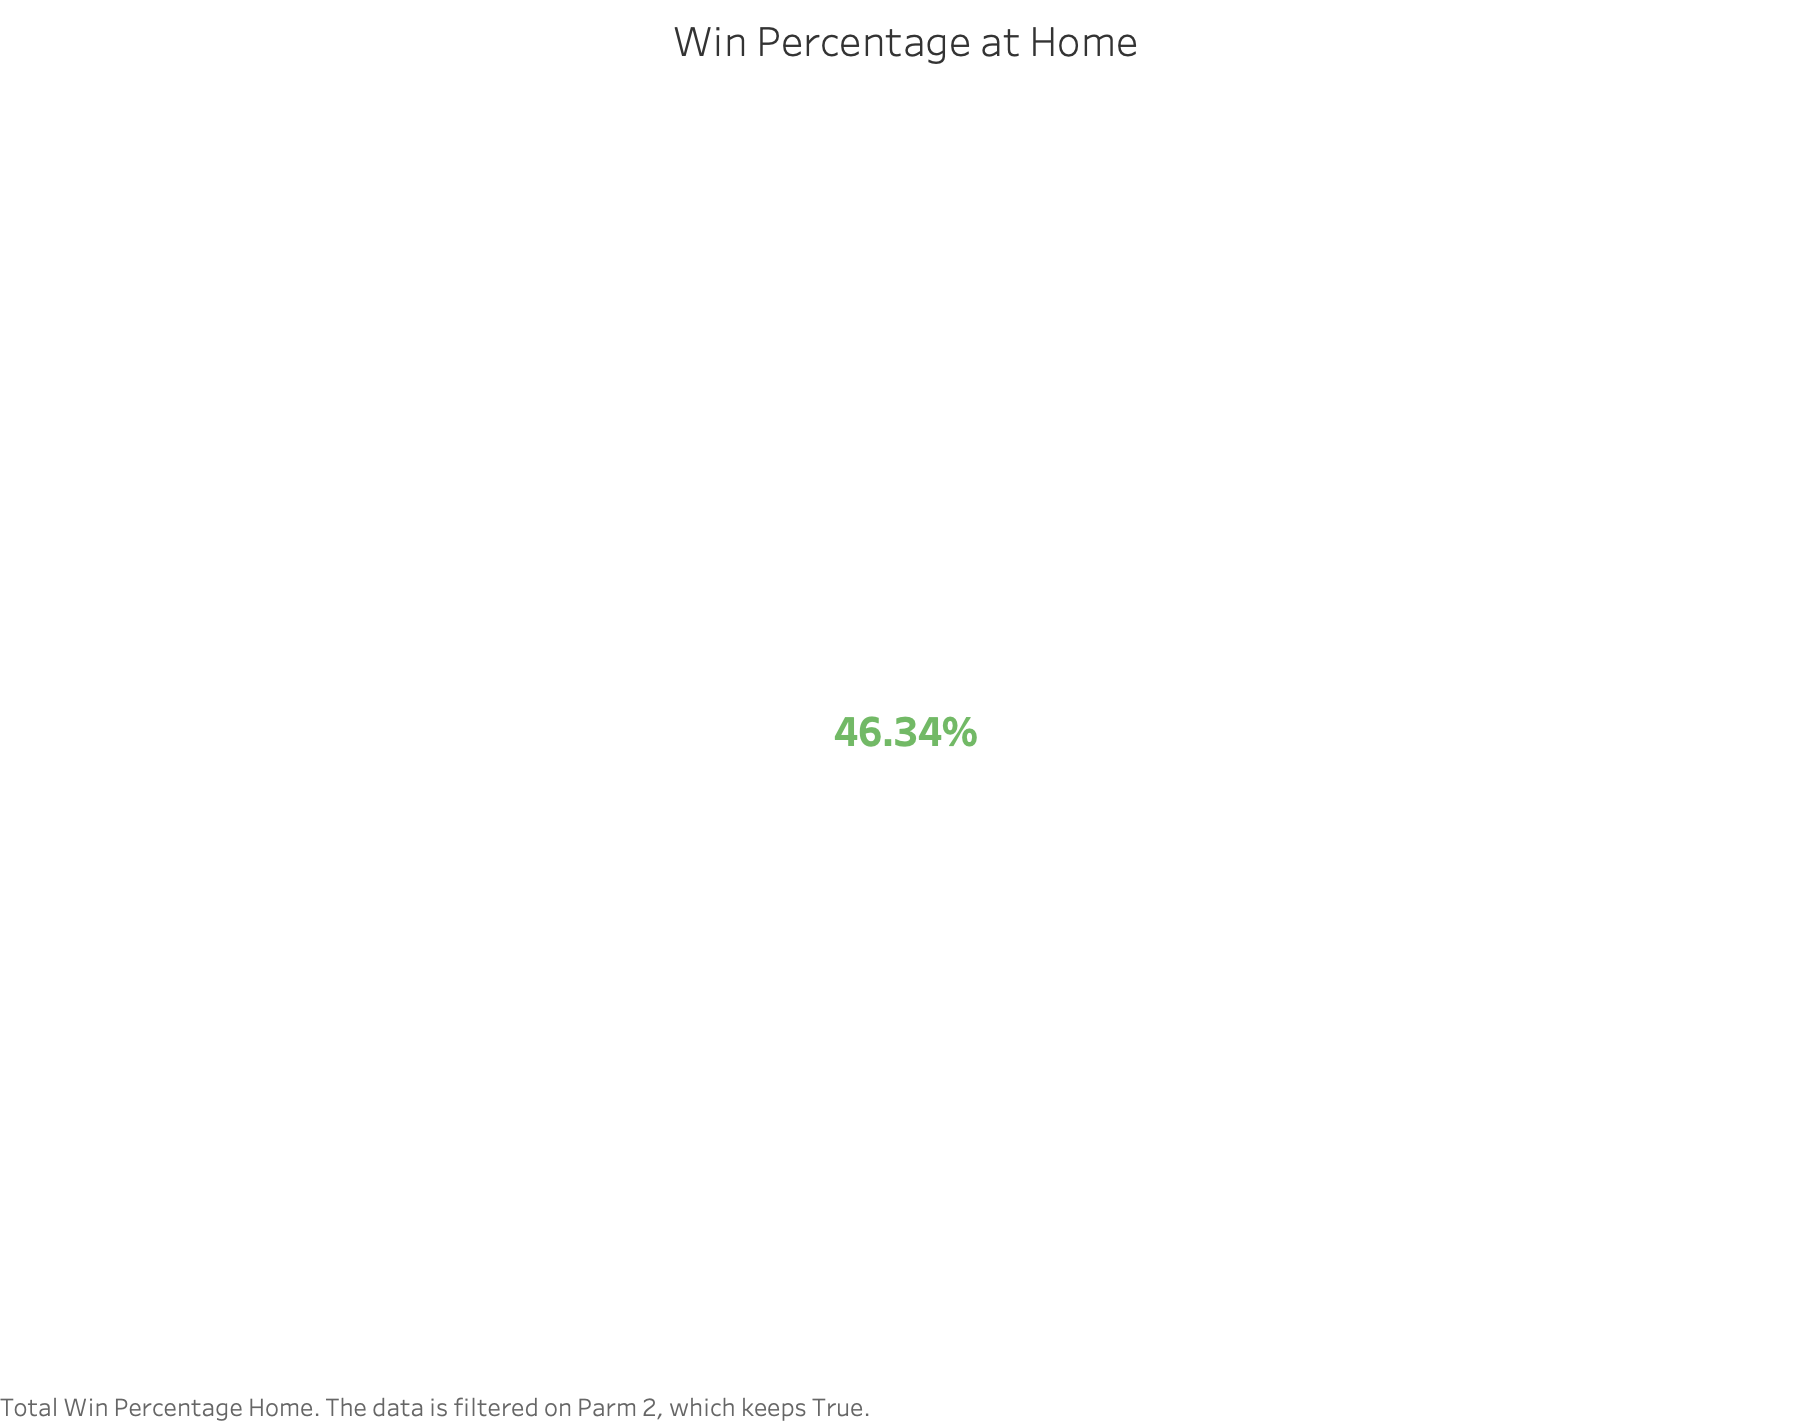 Win Percentage at Home
46.34%
Total Win Percentage Home. The data is filtered on Parm 2, which keeps True.